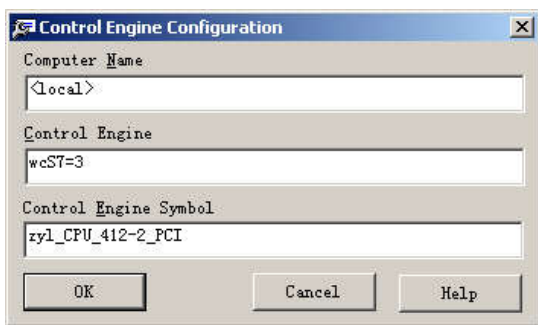 Control Engine Configuration
Computer Name
<local>
Control Engine
wcS7=3
Control Engine Symbol
zyl_CPU_412-2_PCI
OK Cancel Help